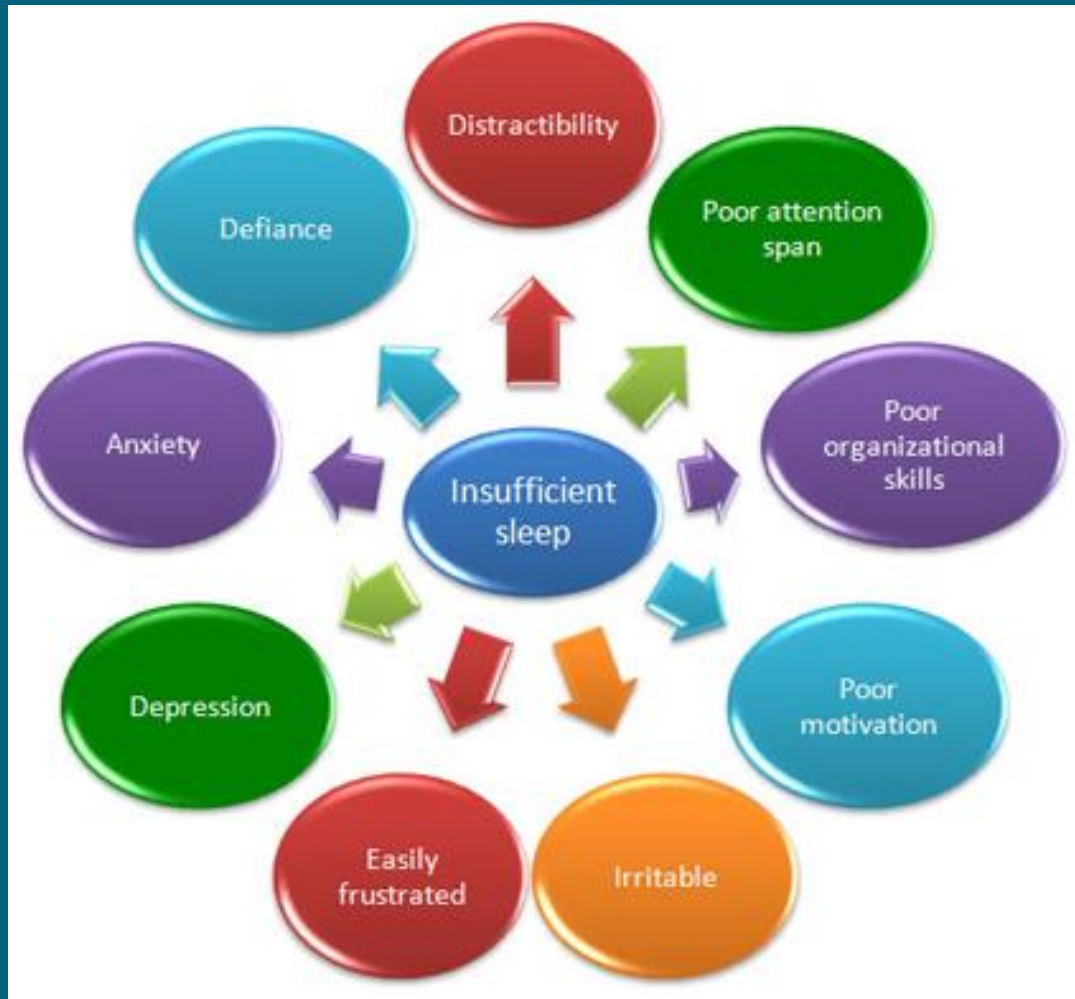 Distractibility
Poor attention
span
Poor
organizational
skills
Poor
motivation
Irritable
Easily
frustrated
Depression
Anxiety
Defiance
Insufficient
sleep